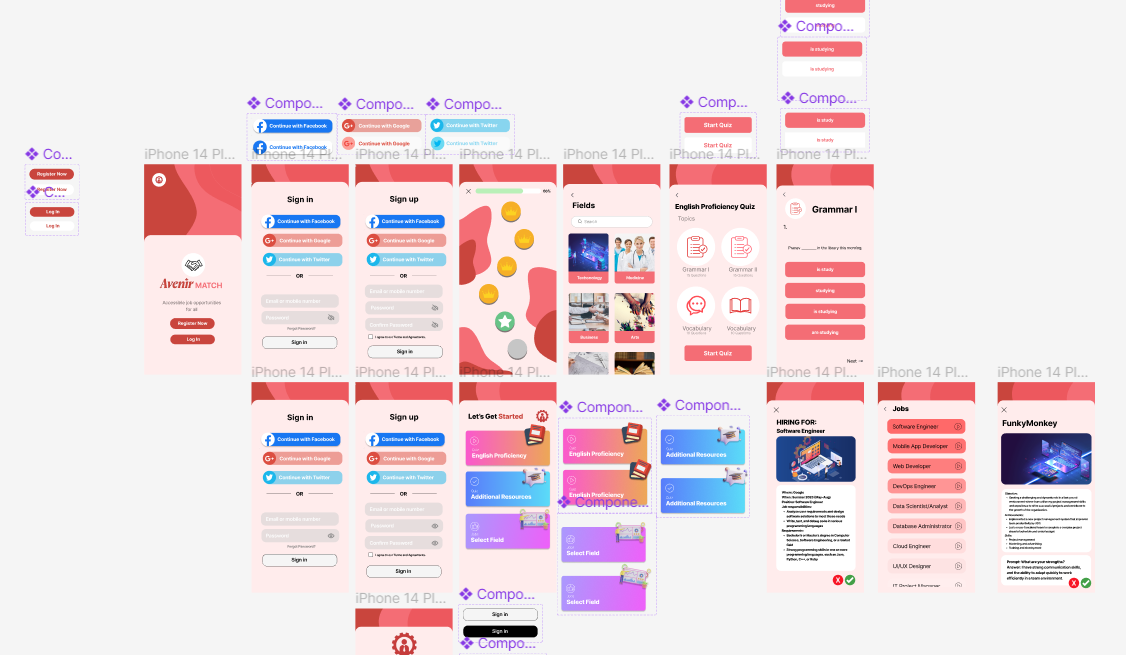 studying
Compo...
is studying
is studying
Compo...
is study
is study
Compo...
Continue with Facebook
Continue with Facebook
Compo...
Continue with Google
Continue with Google
Compo...
Continue with Twitter
Continue with Twitter
Comp...
Start Quiz
Start Quiz
Co...
Register Now
Register Now
C...
Log In
Log In
iPhone 14 Pl...
Avenir MATCH
Accessible job opportunities
for all
Register Now
Log In
iPhone 14 Pl...
Sign in
Continue with Facebook
Continue with Google
Continue with Twitter
OR
Email or mobile number
Password
Forgot Password?
Sign in
iPhone 14 Pl...
Sign up
Continue with Facebook
Continue with Google
Continue with Twitter
OR
Email or mobile number
Password
Confirm Password
I agree to our Terms and Agreements.
Sign in
iPhone 14 Pl...
iPhone 14 Pl...
Fields
Search
Technology
Medicine
Business
Arts
iPhone 14 Pl...
English Proficiency Quiz
Topics
Grammar I
Grammar II
Vocabulary
Vocabulary
Start Quiz
iPhone 14 Pl...
Grammar I
1.
in the library this morning.
is study
studying
is studying
are studying
Next →
iPhone 14 Pl...
Sign in
Continue with Facebook
Continue with Google
Continue with Twitter
OR
Email or mobile number
Password
Forgot Password?
Sign in
iPhone 14 Pl...
Sign up
Continue with Facebook
Continue with Google
Continue with Twitter
OR
Email or mobile number
Password
Confirm Password
I agree to our Terms and Agreements.
Sign in
iPhone 14 Pl...
Let's Get Started
English Proficiency
Additional Resources
Select Field
Compon...
English Proficiency
English Proficiency
Compon...
Additional Resources
Additional Resources
Compone...
Select Field
Select Field
iPhone 14 Pl...
HIRING FOR:
Software Engineer
Where: Google
Position: Software Engineer
Job responsibilities:
Requirements:
iPhone 14 Pl...
Jobs
Software Engineer
Mobile App Developer
Web Developer
DevOps Engineer
Data Scientist/Analyst
Database Administrator
Cloud Engineer
UI/UX Designer
IT Project Manager
iPhone 14 Pl...
FunkyMonkey
Prompt: What are your strengths?
Answer: I have strong communication skills,
and the ability to adapt quickly to work
efficiently in a team environment.
iPhone 14 Pl...
Compo...
Sign in
Sign in
Compo...